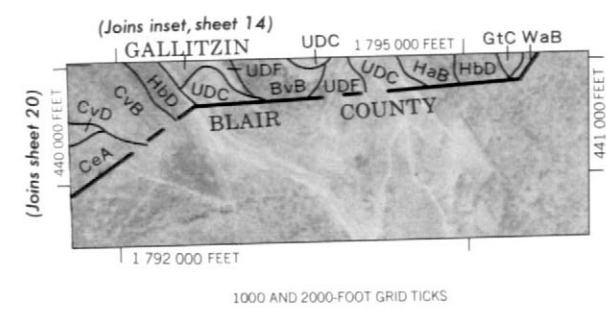 (Joins inset, sheet 14)
GALLITZIN
UDC
1 795 000 FEET
GtC WaB
CvD
CvB
HbD
UDC
UDF
BvB
UDF
UDC
HaB
HbD
CeA
BLAIR COUNTY
(Joins sheet 20)
440 000 FEET
441 000 FEET
1 792 000 FEET
1000 AND 2000-FOOT GRID TICKS